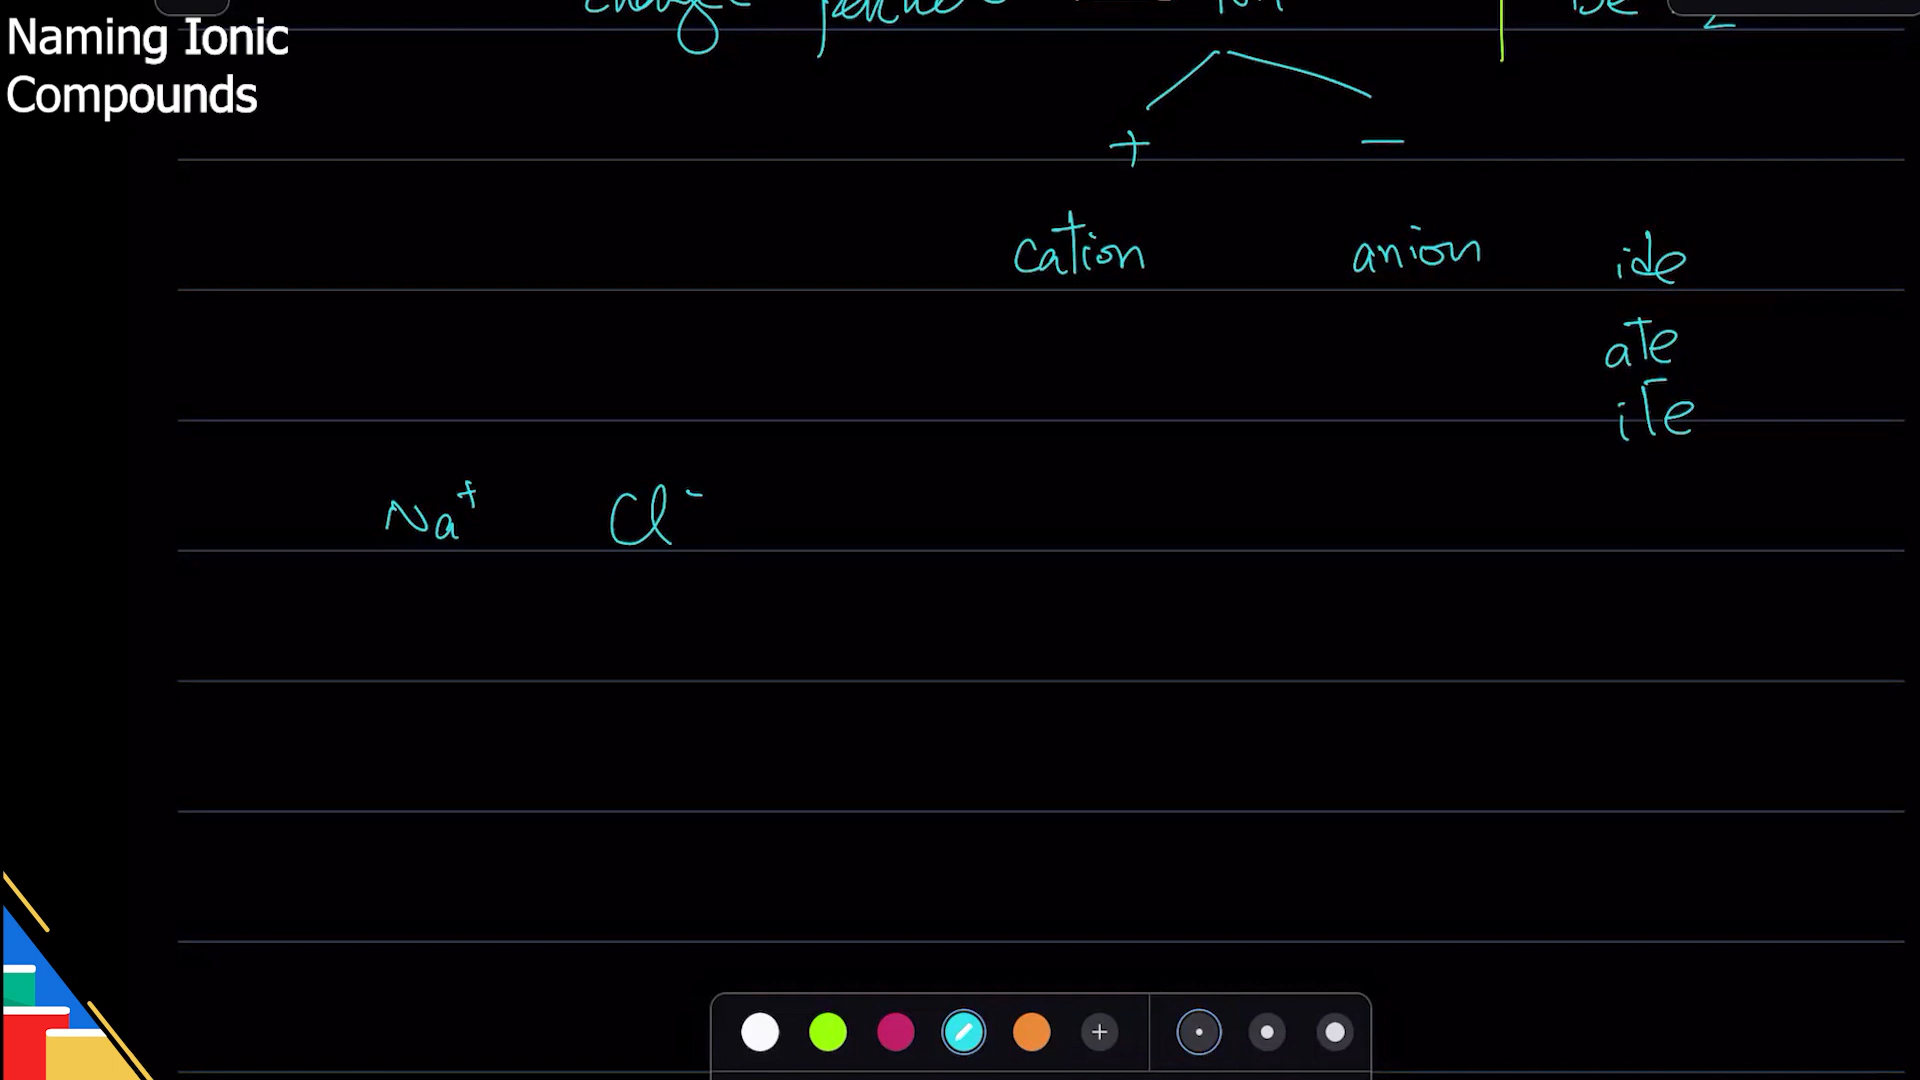 Naming Ionic
Compounds
+ −
cation anion ide
ate
ite
Na⁺ Cl⁻